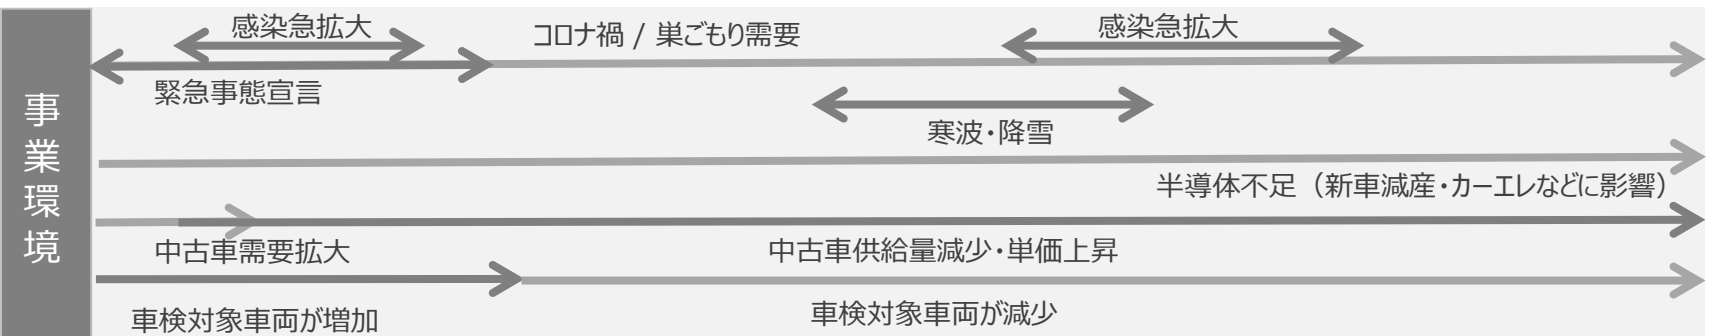 事業環境
感染急拡大
コロナ禍 / 巣ごもり需要
感染急拡大
緊急事態宣言
寒波・降雪
半導体不足（新車減産・カーエレなどに影響）
中古車需要拡大
中古車供給量減少・単価上昇
車検対象車両が増加
車検対象車両が減少